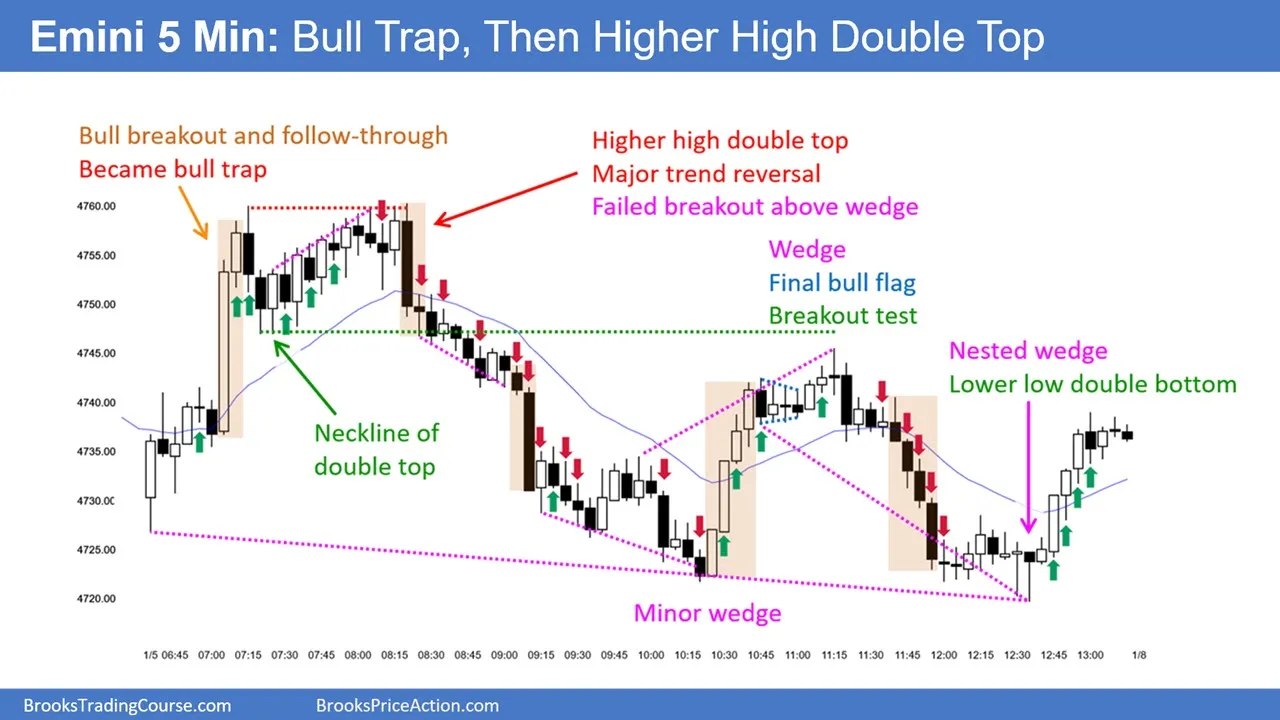 Emini 5 Min: Bull Trap, Then Higher High Double Top
Bull breakout and follow-through
Became bull trap
Higher high double top
Major trend reversal
Failed breakout above wedge
Wedge
Final bull flag
Breakout test
Nested wedge
Lower low double bottom
Neckline of
double top
Minor wedge
4760.00
4755.00
4750.00
4745.00
4740.00
4735.00
4730.00
4725.00
4720.00
1/5 06:45 07:00 07:15 07:30 07:45 08:00 08:15 08:30 08:45 09:00 09:15 09:30 09:45 10:00 10:15 10:30 10:45 11:00 11:15 11:30 11:45 12:00 12:15 12:30 12:45 13:00 1/8
BrooksTradingCourse.com BrooksPriceAction.com